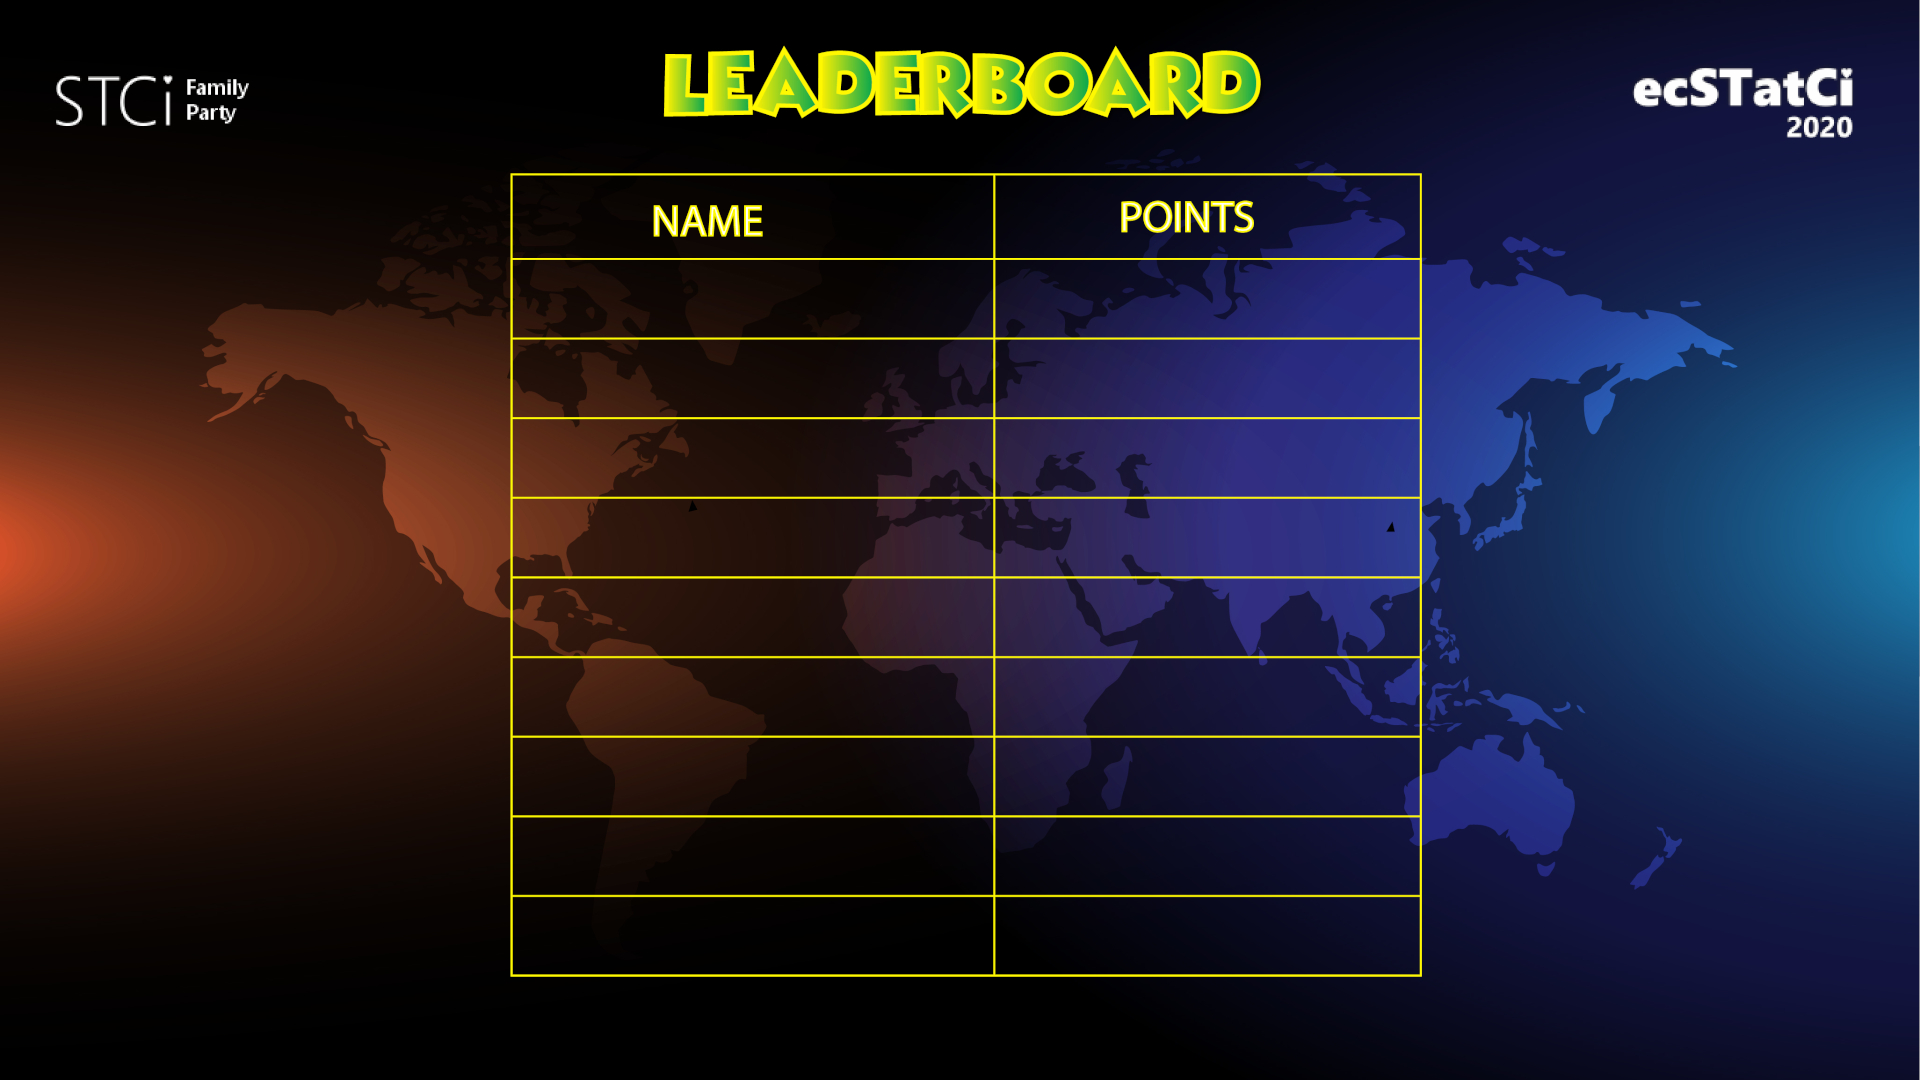 LEADERBOARD
STCi Family
Party
ecSTatCi
2020
NAME POINTS